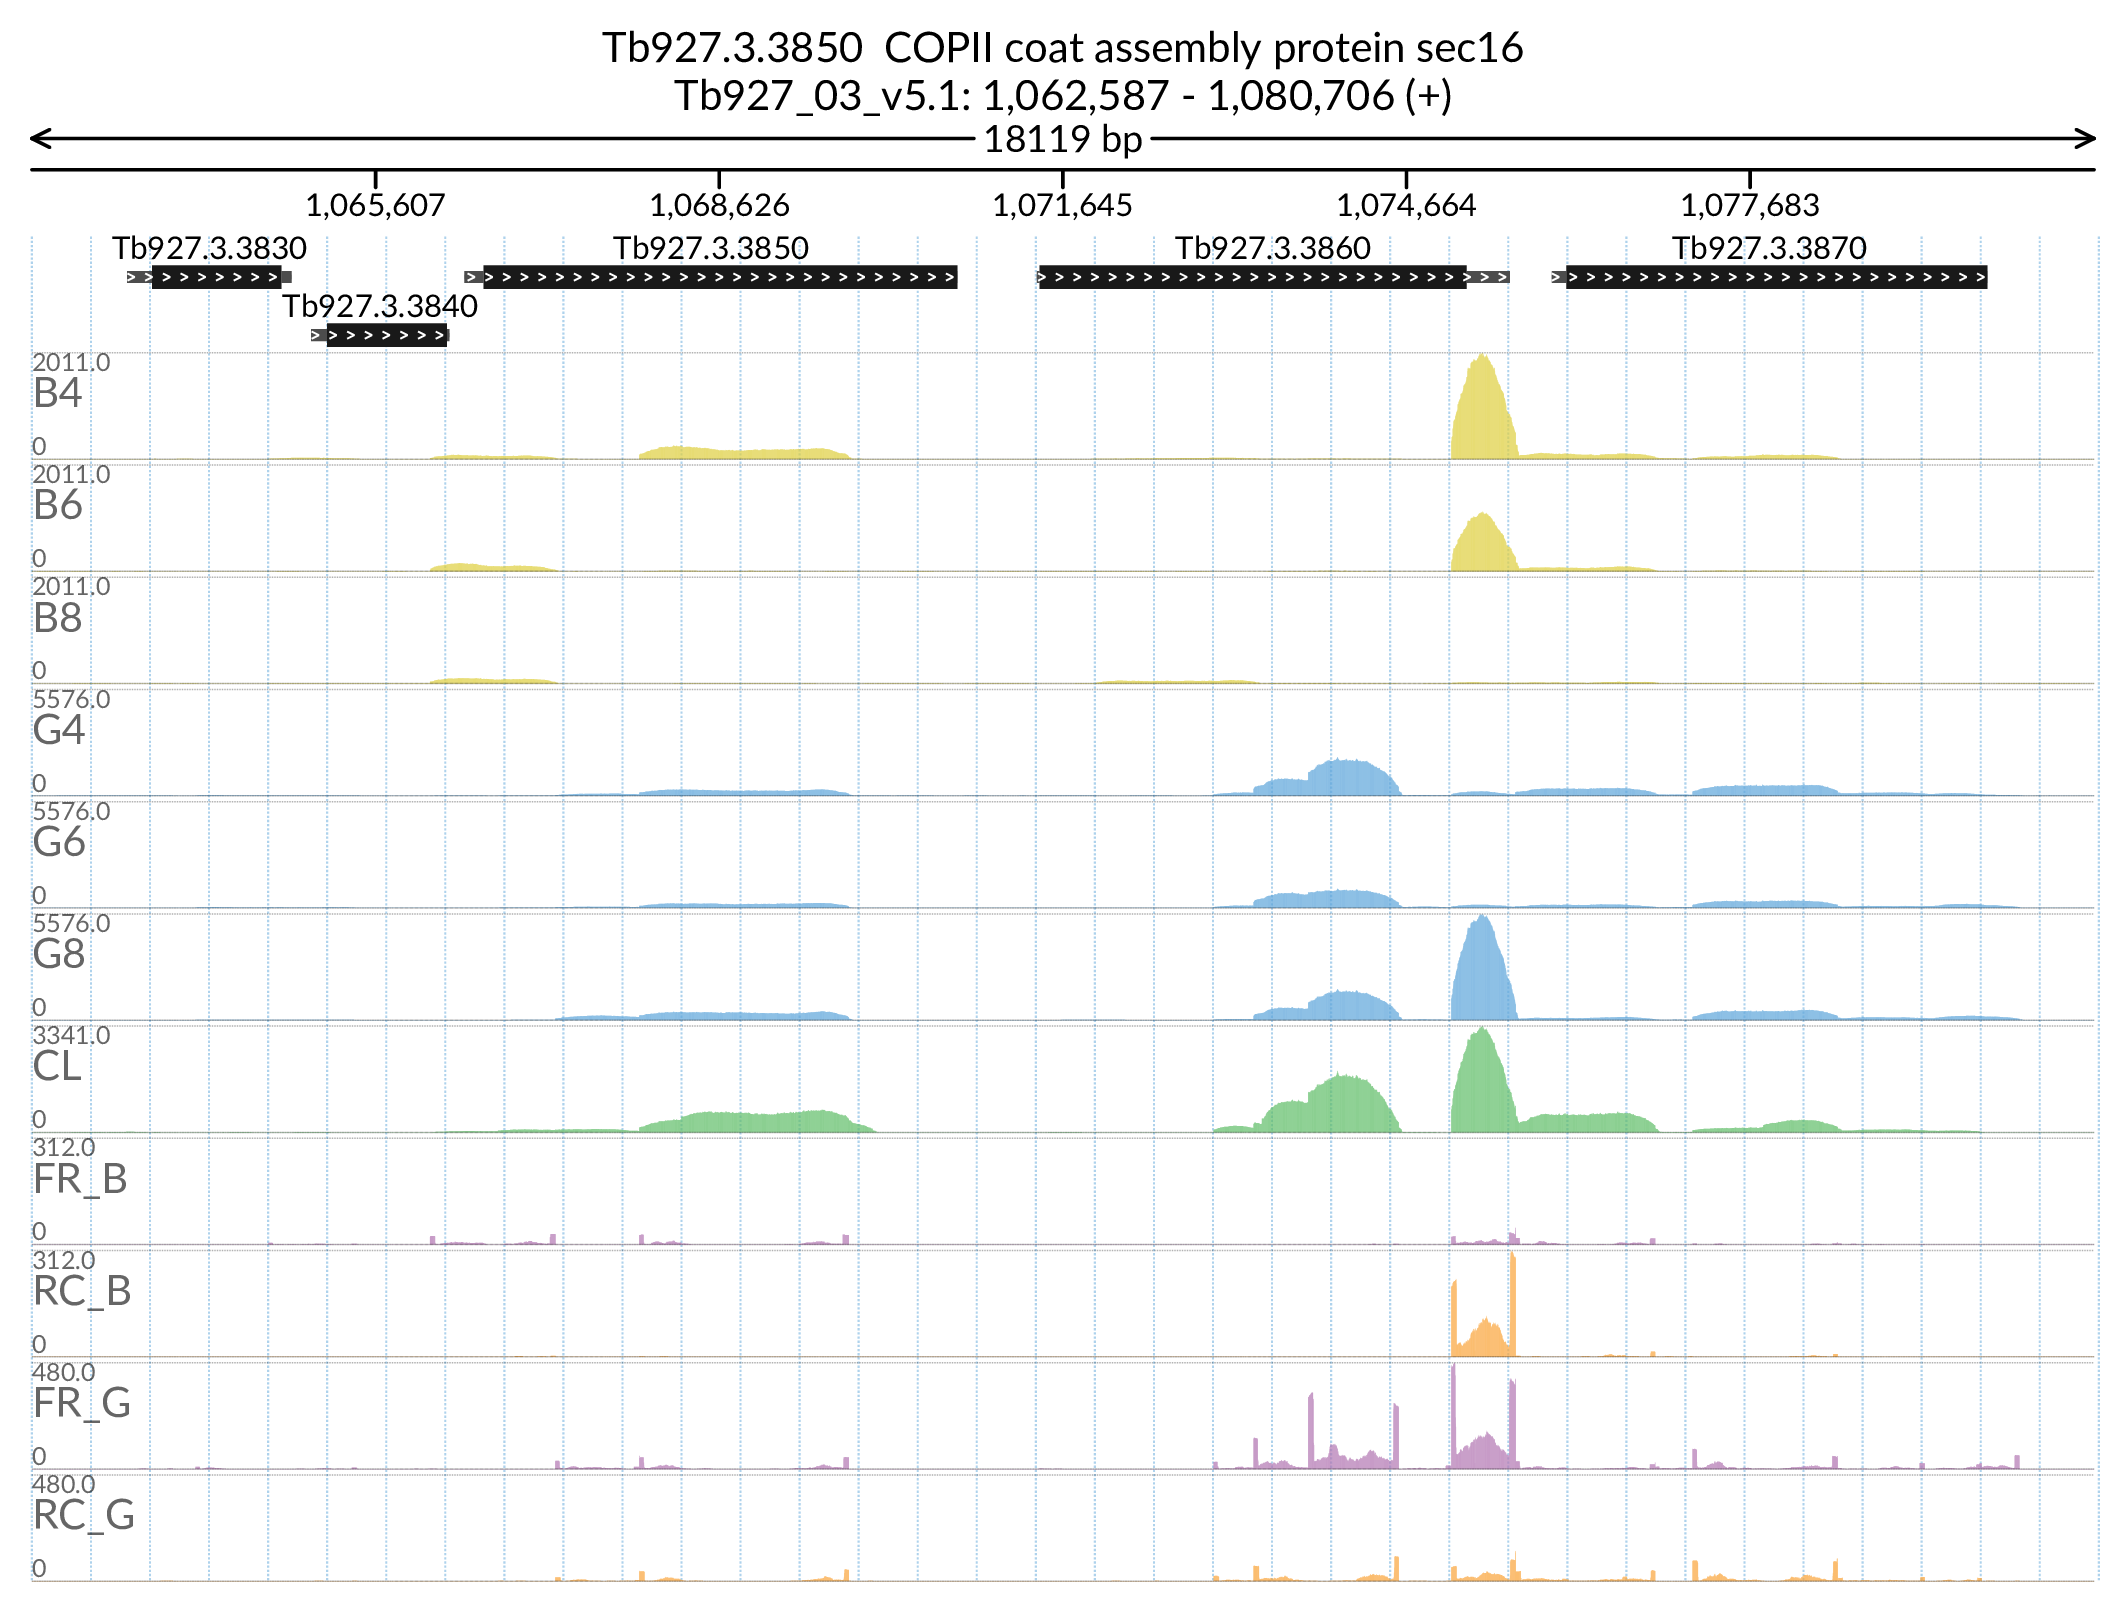 Tb927.3.3850  COPII coat assembly protein sec16
Tb927_03_v5.1: 1,062,587 - 1,080,706 (+)
18119 bp
1,065,607 1,068,626 1,071,645 1,074,664 1,077,683
Tb927.3.3830 Tb927.3.3850 Tb927.3.3860 Tb927.3.3870
Tb927.3.3840
2011.0
B4
0
2011.0
B6
0
2011.0
B8
0
5576.0
G4
0
5576.0
G6
0
5576.0
G8
0
3341.0
CL
0
312.0
FR_B
0
312.0
RC_B
0
480.0
FR_G
0
480.0
RC_G
0